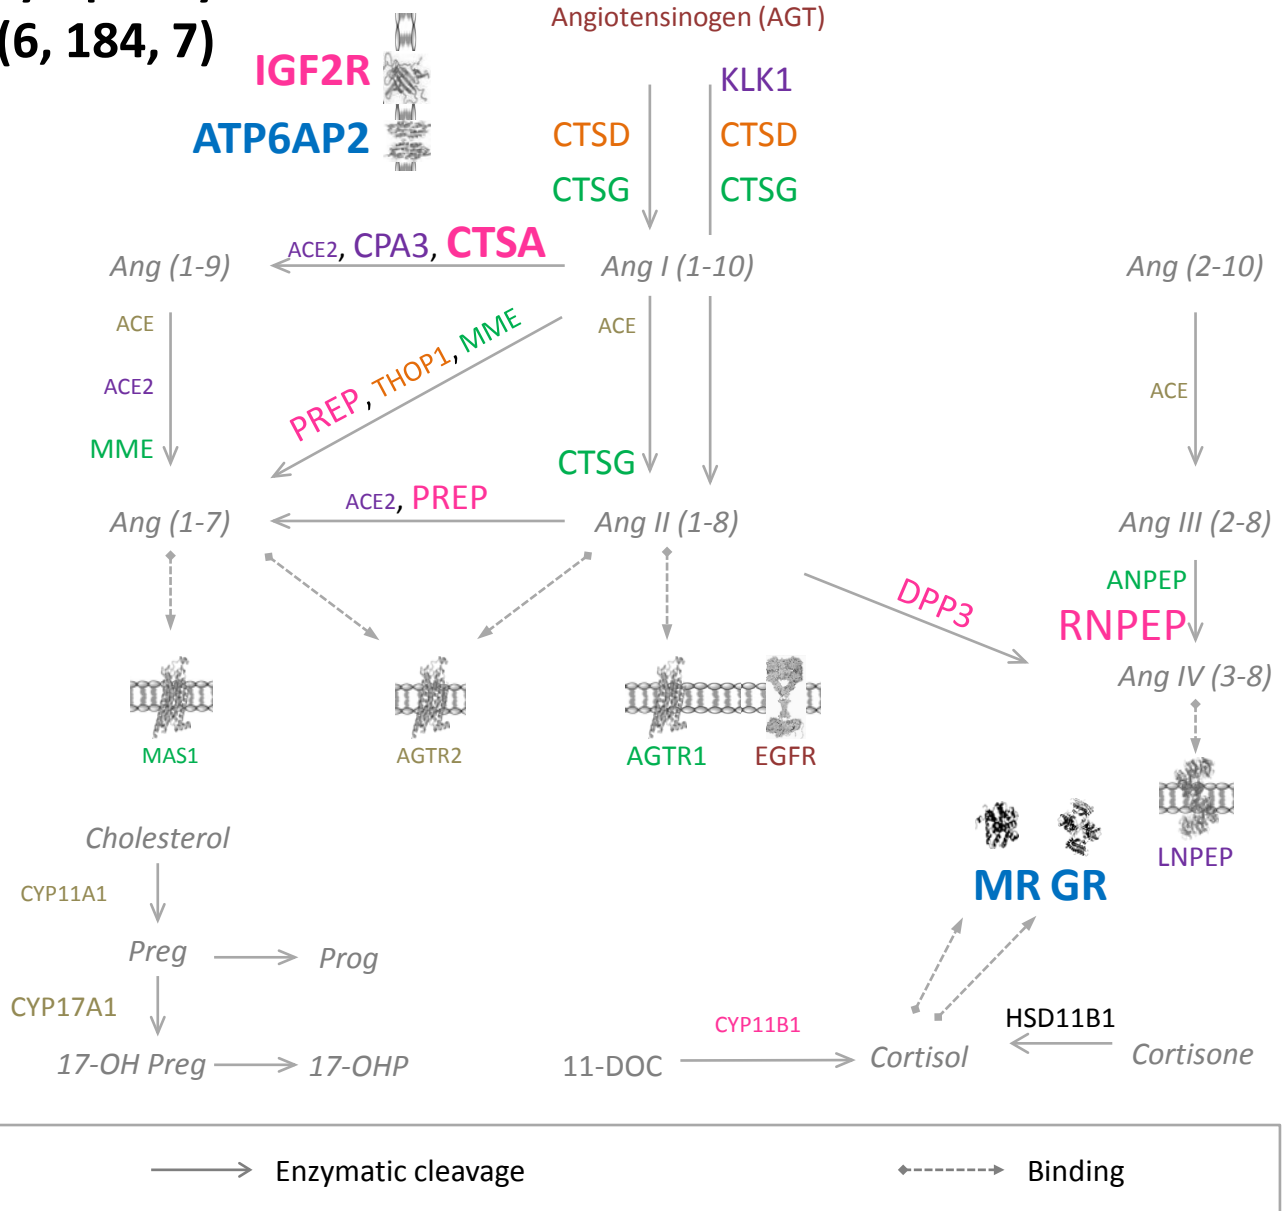 (6, 184, 7)
Angiotensinogen (AGT)
IGF2R
ATP6AP2
KLK1
CTSD
CTSD
CTSG
CTSG
ACE2, CPA3, CTSA
Ang (1-9)
Ang I (1-10)
Ang (2-10)
ACE
ACE2
MME
PREP, THOP1, MME
ACE
CTSG
ACE
ACE2, PREP
Ang (1-7)
Ang II (1-8)
Ang III (2-8)
DPP3
ANPEP
RNPEP
Ang IV (3-8)
MAS1
AGTR2
AGTR1
EGFR
LNPEP
MR GR
Cholesterol
CYP11A1
Preg
Prog
CYP17A1
17-OH Preg
17-OHP
11-DOC
CYP11B1
Cortisol
HSD11B1
Cortisone
Enzymatic cleavage
Binding